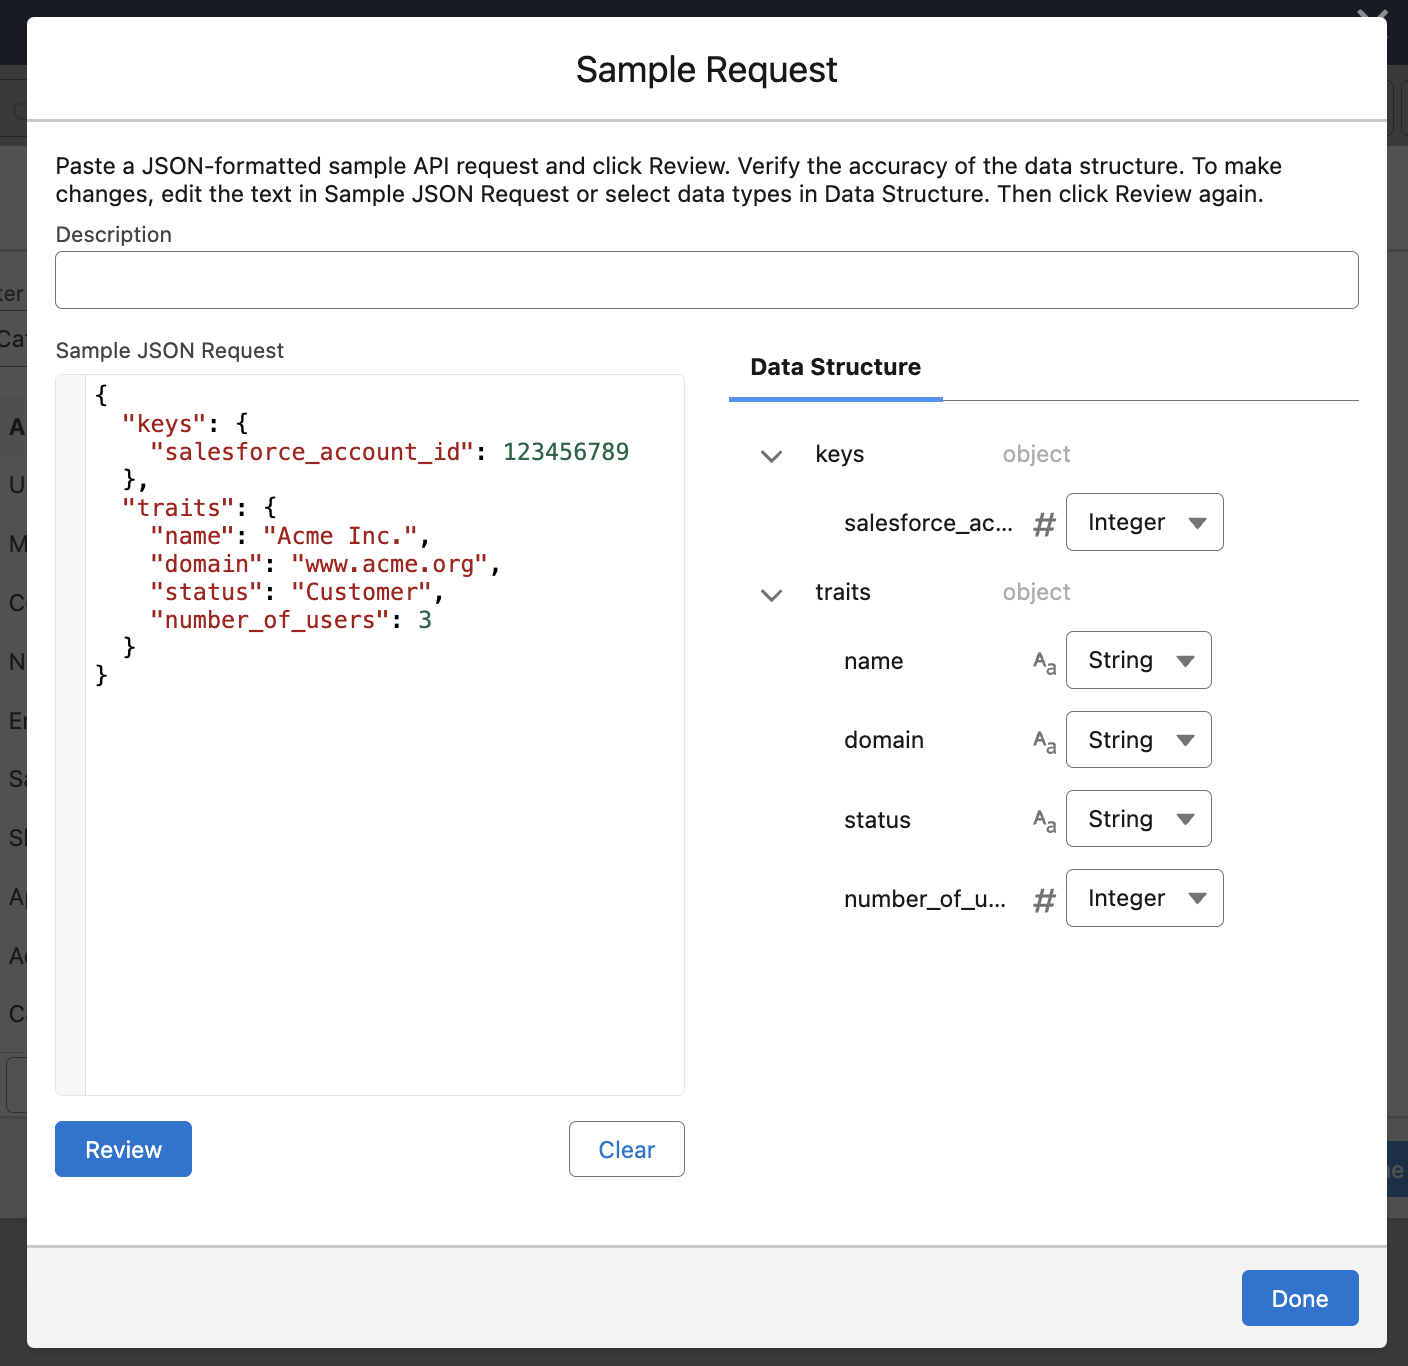 Sample Request
Paste a JSON-formatted sample API request and click Review. Verify the accuracy of the data structure. To make
changes, edit the text in Sample JSON Request or select data types in Data Structure. Then click Review again.
Description
Sample JSON Request
{
  "keys": {
    "salesforce_account_id": 123456789
  },
  "traits": {
    "name": "Acme Inc.",
    "domain": "www.acme.org",
    "status": "Customer",
    "number_of_users": 3
  }
}
Review
Clear
Data Structure
keys object
salesforce_ac... # Integer
traits object
name Aa String
domain Aa String
status Aa String
number_of_u... # Integer
Done